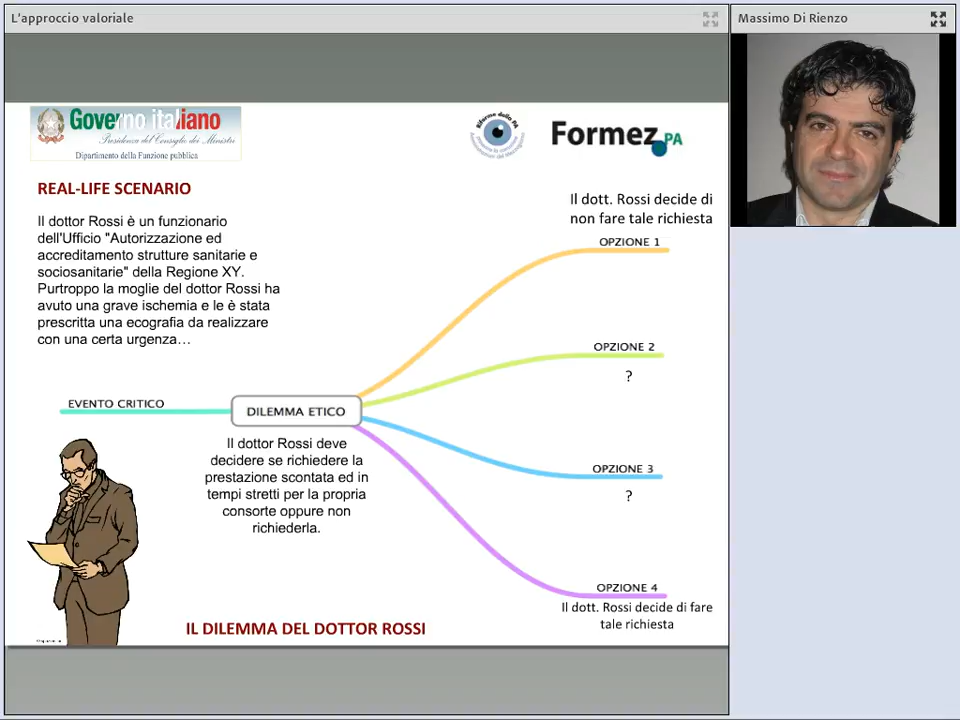 L'approccio valoriale
Massimo Di Rienzo
Governo italiano
Presidenza del Consiglio dei Ministri
Dipartimento della Funzione pubblica
Riforme della PA
Formez PA
REAL-LIFE SCENARIO
Il dottor Rossi è un funzionario
dell'Ufficio "Autorizzazione ed
accreditamento strutture sanitarie e
sociosanitarie" della Regione XY.
Purtroppo la moglie del dottor Rossi ha
avuto una grave ischemia e le è stata
prescritta una ecografia da realizzare
con una certa urgenza…
Il dott. Rossi decide di
non fare tale richiesta
OPZIONE 1
OPZIONE 2
?
EVENTO CRITICO
DILEMMA ETICO
Il dottor Rossi deve
decidere se richiedere la
prestazione scontata ed in
tempi stretti per la propria
consorte oppure non
richiederla.
OPZIONE 3
?
OPZIONE 4
Il dott. Rossi decide di fare
tale richiesta
IL DILEMMA DEL DOTTOR ROSSI